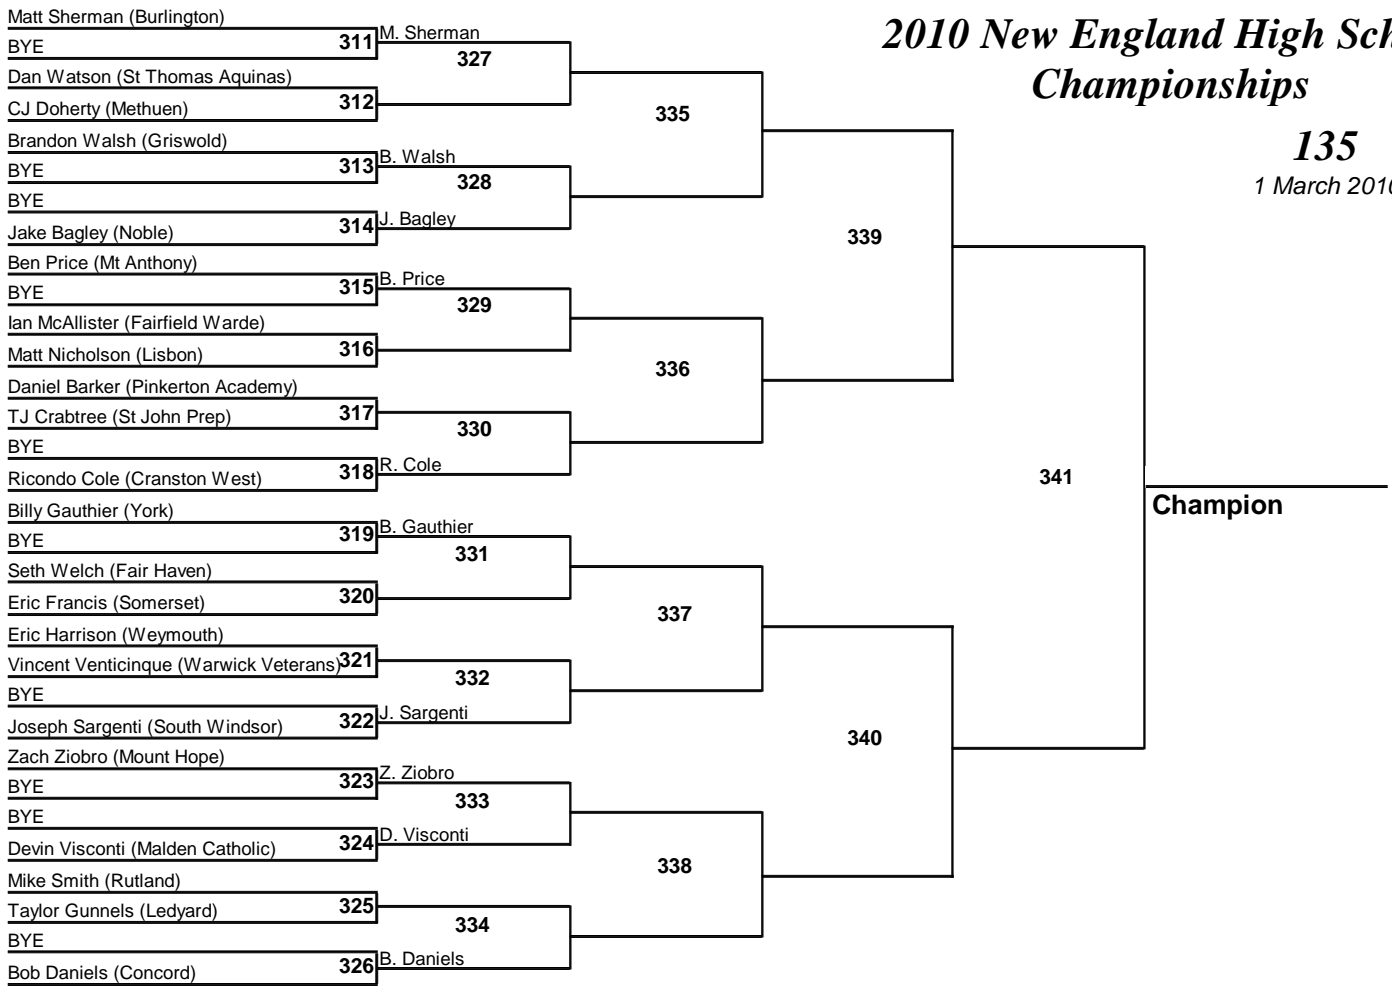 Matt Sherman (Burlington)
BYE
311
M. Sherman
327
Dan Watson (St Thomas Aquinas)
CJ Doherty (Methuen)
312
335
Brandon Walsh (Griswold)
BYE
313
B. Walsh
328
BYE
Jake Bagley (Noble)
314
J. Bagley
339
Ben Price (Mt Anthony)
BYE
315
B. Price
329
Ian McAllister (Fairfield Warde)
Matt Nicholson (Lisbon)
316
336
Daniel Barker (Pinkerton Academy)
TJ Crabtree (St John Prep)
317
330
BYE
Ricondo Cole (Cranston West)
318
R. Cole
341
Champion
Billy Gauthier (York)
BYE
319
B. Gauthier
331
Seth Welch (Fair Haven)
Eric Francis (Somerset)
320
337
Eric Harrison (Weymouth)
Vincent Venticinque (Warwick Veterans)
321
332
BYE
Joseph Sargenti (South Windsor)
322
J. Sargenti
340
Zach Ziobro (Mount Hope)
BYE
323
Z. Ziobro
333
BYE
Devin Visconti (Malden Catholic)
324
D. Visconti
338
Mike Smith (Rutland)
Taylor Gunnels (Ledyard)
325
334
BYE
Bob Daniels (Concord)
326
B. Daniels
2010 New England High Sch
Championships
135
1 March 2010